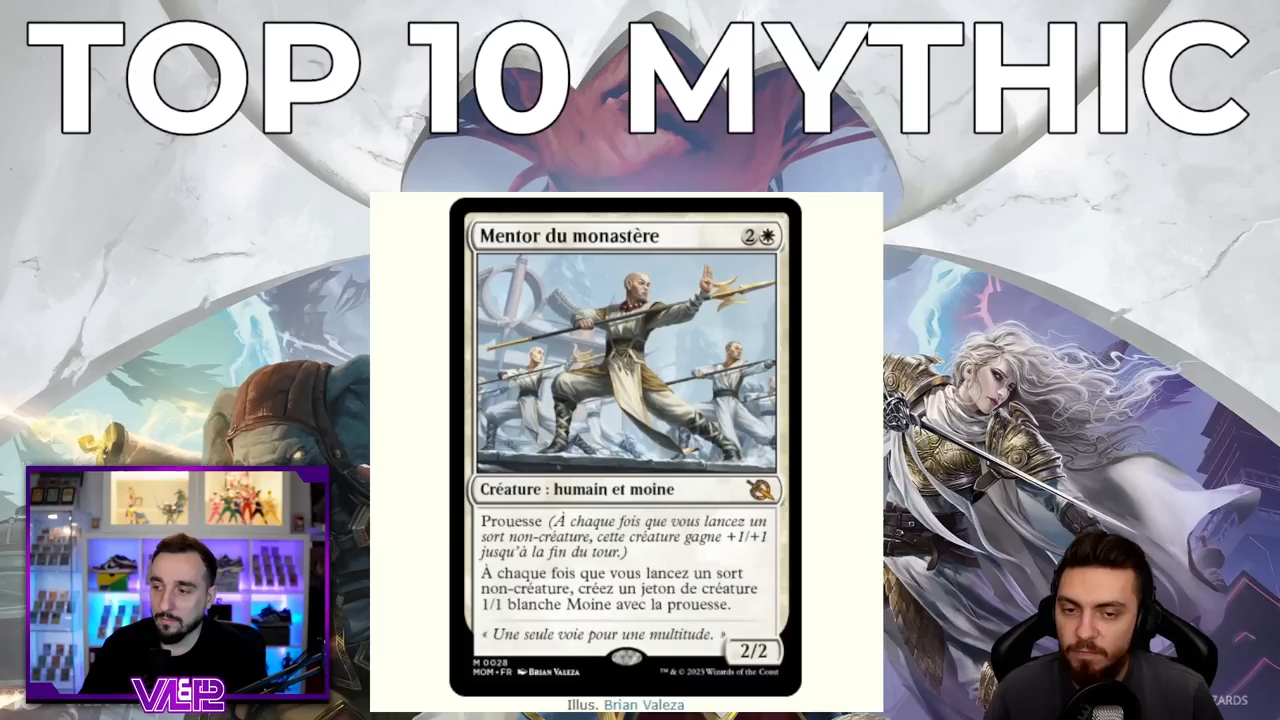 TOP 10 MYTHIC
Mentor du monastère 2
Créature : humain et moine
Prouesse (À chaque fois que vous lancez un
sort non-créature, cette créature gagne +1/+1
jusqu'à la fin du tour.)
À chaque fois que vous lancez un sort
non-créature, créez un jeton de créature
1/1 blanche Moine avec la prouesse.
« Une seule voie pour une multitude. »
2/2
M 0028
MOM • FR BRIAN VALEZA ™ & © 2023 Wizards of the Coast
Illus. Brian Valeza
ZARDS